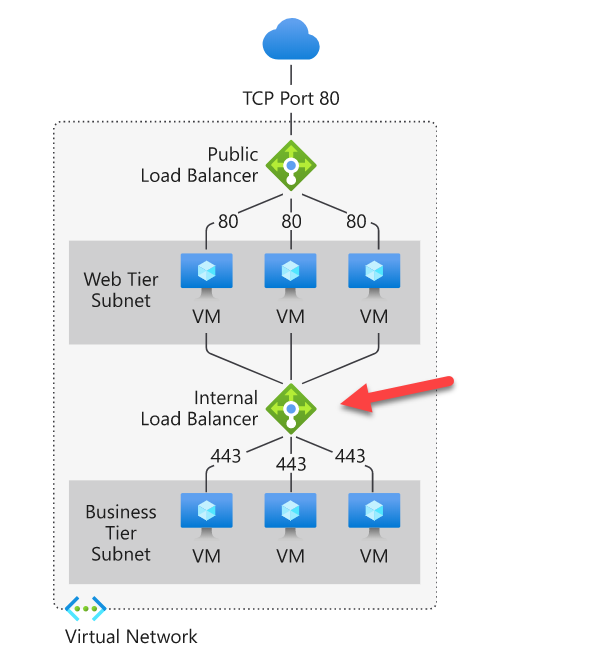 TCP Port 80
Public
Load Balancer
80 80 80
Web Tier
Subnet
VM VM VM
Internal
Load Balancer
443 443 443
Business
Tier
Subnet
VM VM VM
Virtual Network